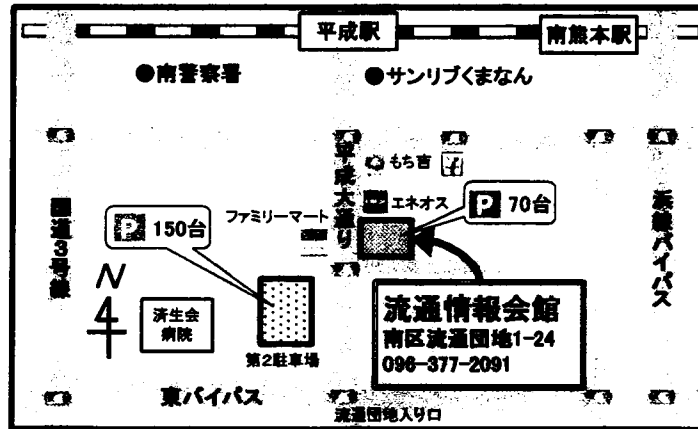 平成駅
南熊本駅
●南警察署
●サンリブくまなん
平成大通り
もち吉
エネオス
P 70台
ファミリーマート
P 150台
国道3号線
浜線バイパス
N
済生会
病院
第2駐車場
流通情報会館
南区流通団地1-24
096-377-2091
東バイパス
流通団地入り口